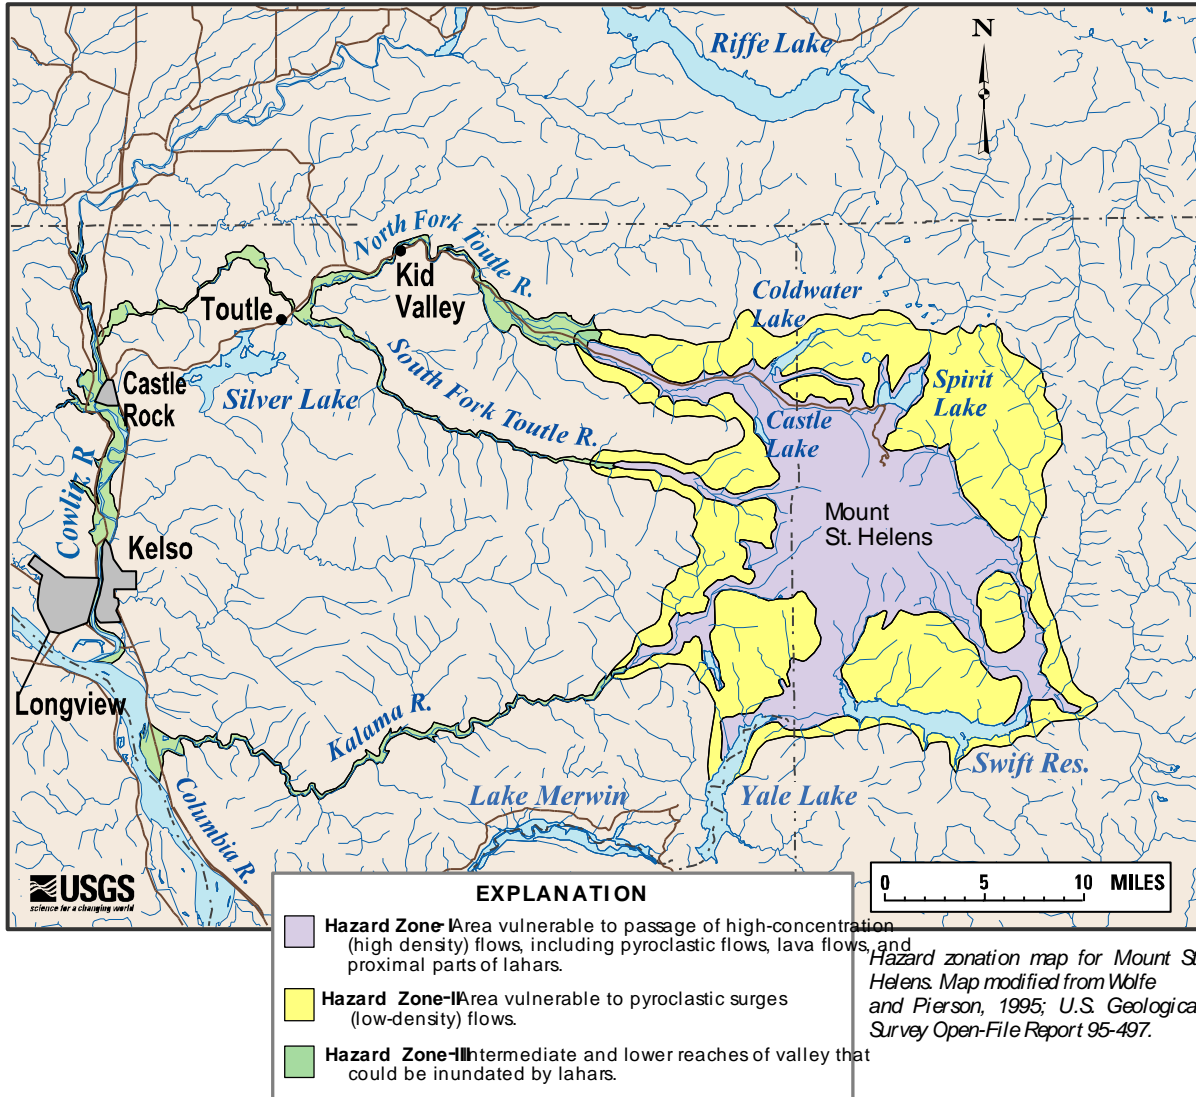 Riffe Lake
N
North Fork Toutle R.
Kid
Valley
Toutle
Coldwater
Lake
Spirit
Lake
Castle
Rock
Silver Lake
South Fork Toutle R.
Castle
Lake
Cowlitz R
Mount
St. Helens
Kelso
Longview
Kalama R.
Columbia R.
Lake Merwin
Yale Lake
Swift Res.
USGS
science for a changing world
0 5 10 MILES
EXPLANATION
Hazard Zone-I Area vulnerable to passage of high-concentration
(high density) flows, including pyroclastic flows, lava flows, and
proximal parts of lahars.
Hazard Zone-II Area vulnerable to pyroclastic surges
(low-density) flows.
Hazard Zone-III Intermediate and lower reaches of valley that
could be inundated by lahars.
Hazard zonation map for Mount St
Helens. Map modified from Wolfe
and Pierson, 1995; U.S. Geological
Survey Open-File Report 95-497.